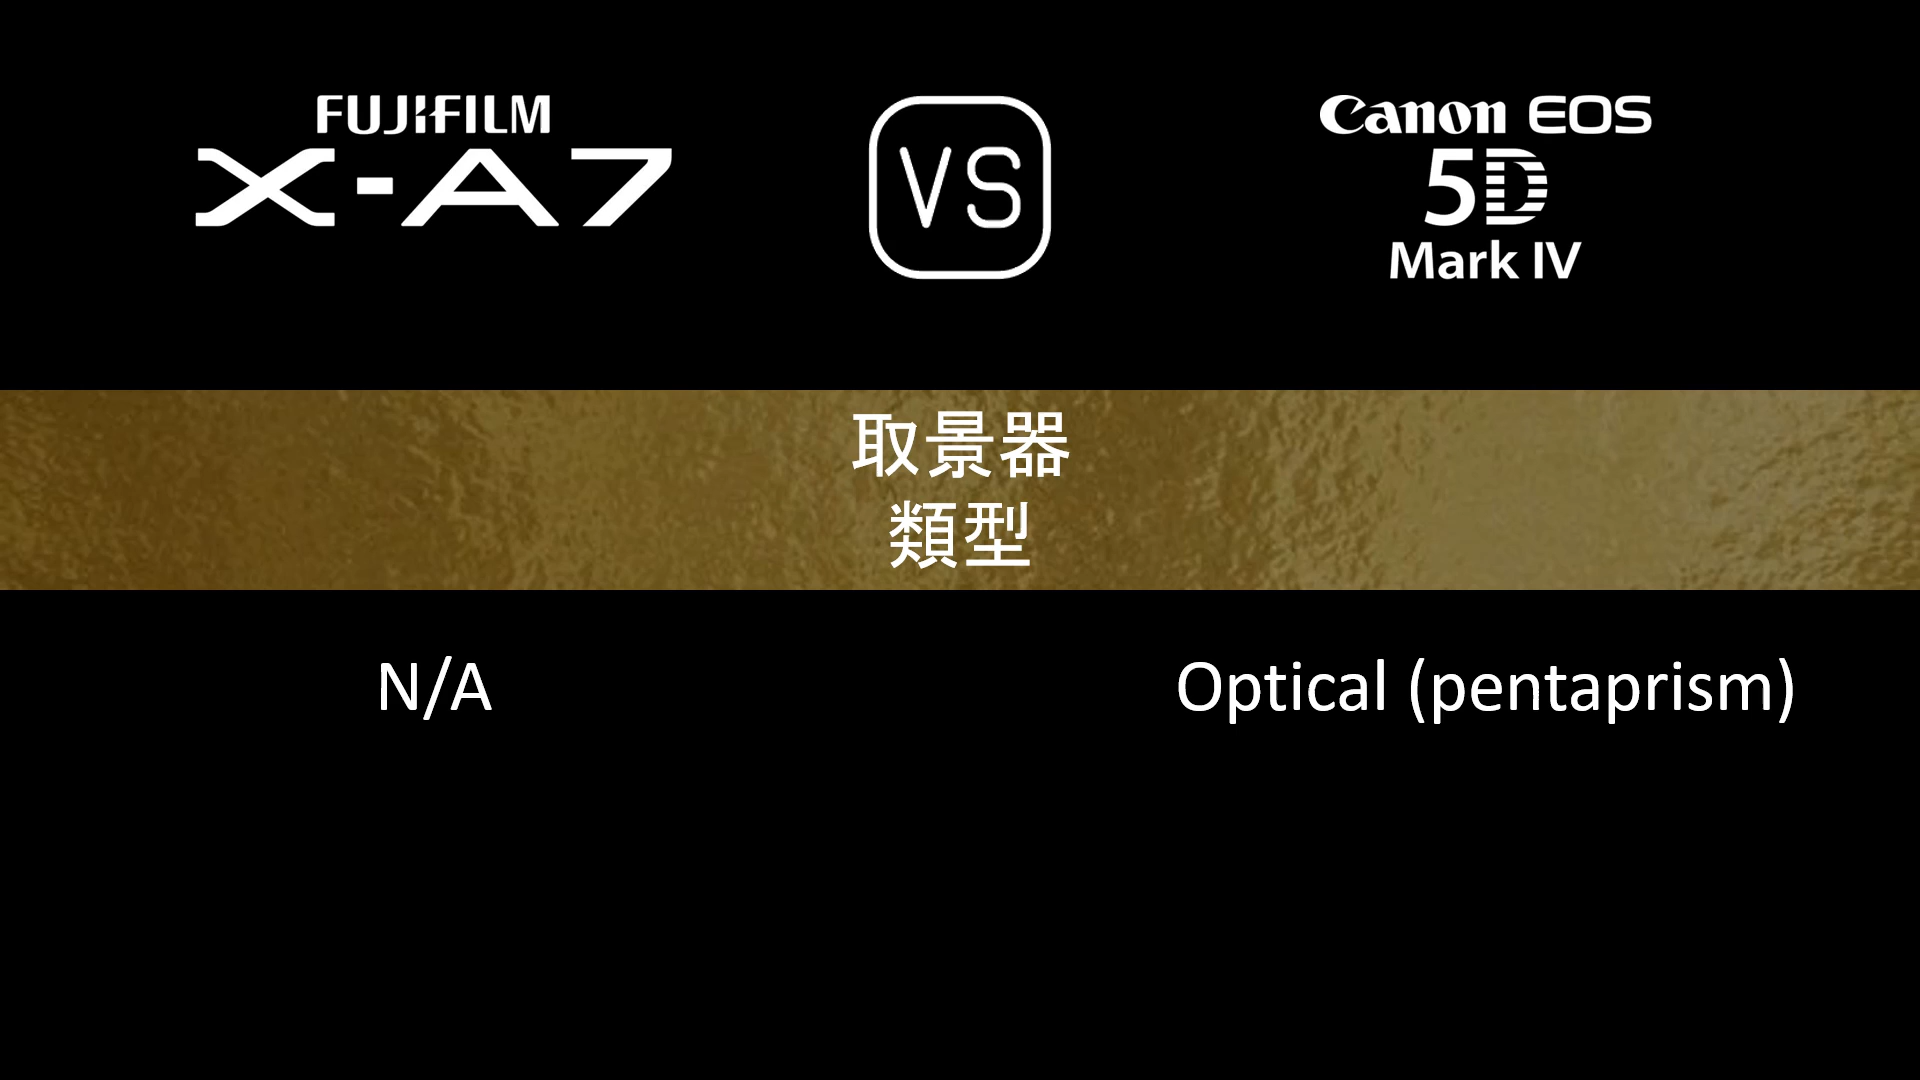 FUJIFILM
X-A7
VS
Canon EOS
5D
Mark IV
取景器
類型
N/A
Optical (pentaprism)